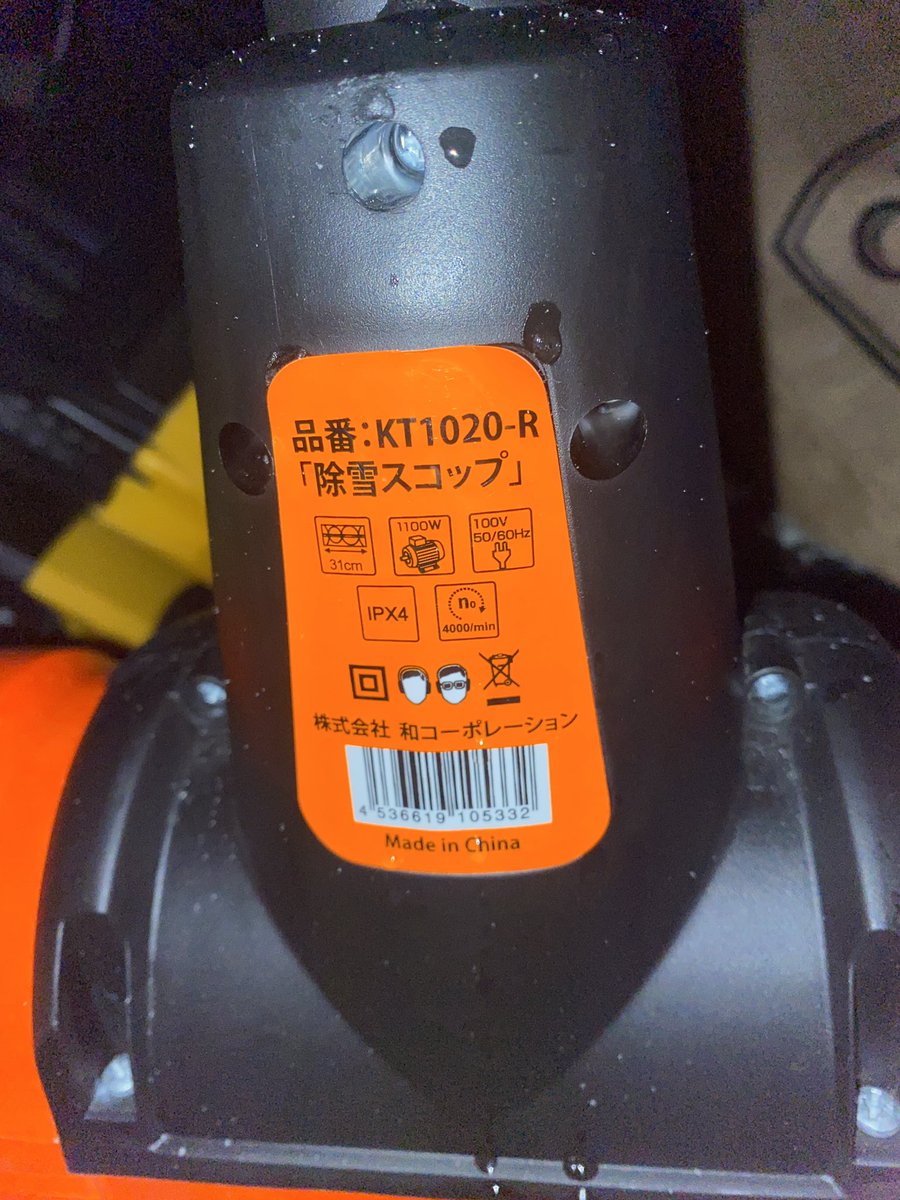 品番:KT1020-R
「除雪スコップ」
31cm
1100W
100V
50/60Hz
IPX4
n₀
4000/min
株式会社 和コーポレーション
4 536619 105332
Made in China